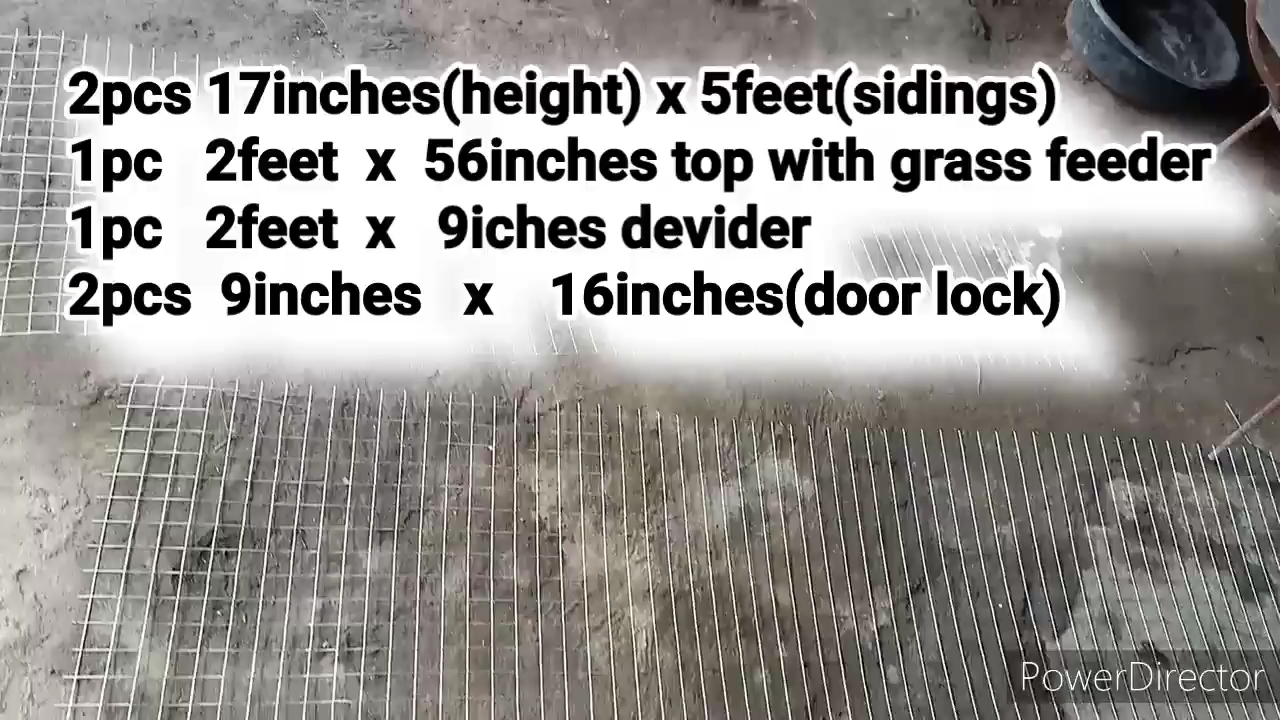 2pcs 17inches(height) x 5feet(sidings)
1pc 2feet x 56inches top with grass feeder
1pc 2feet x 9iches devider
2pcs 9inches x 16inches(door lock)
PowerDirector